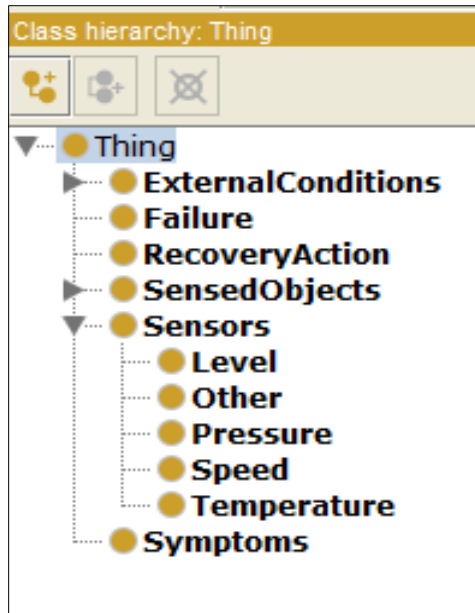 Class hierarchy: Thing
Thing
ExternalConditions
Failure
RecoveryAction
SensedObjects
Sensors
Level
Other
Pressure
Speed
Temperature
Symptoms